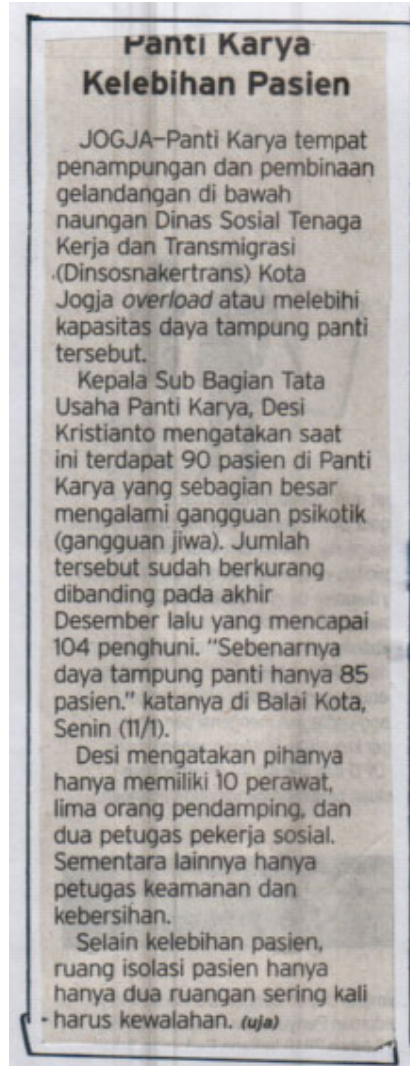 Panti Karya
Kelebihan Pasien
JOGJA–Panti Karya tempat
penampungan dan pembinaan
gelandangan di bawah
naungan Dinas Sosial Tenaga
Kerja dan Transmigrasi
(Dinsosnakertrans) Kota
Jogja overload atau melebihi
kapasitas daya tampung panti
tersebut.
Kepala Sub Bagian Tata
Usaha Panti Karya, Desi
Kristianto mengatakan saat
ini terdapat 90 pasien di Panti
Karya yang sebagian besar
mengalami gangguan psikotik
(gangguan jiwa). Jumlah
tersebut sudah berkurang
dibanding pada akhir
Desember lalu yang mencapai
104 penghuni. "Sebenarnya
daya tampung panti hanya 85
pasien." katanya di Balai Kota,
Senin (11/1).
Desi mengatakan pihanya
hanya memiliki 10 perawat,
lima orang pendamping, dan
dua petugas pekerja sosial.
Sementara lainnya hanya
petugas keamanan dan
kebersihan.
Selain kelebihan pasien,
ruang isolasi pasien hanya
hanya dua ruangan sering kali
harus kewalahan. (uja)